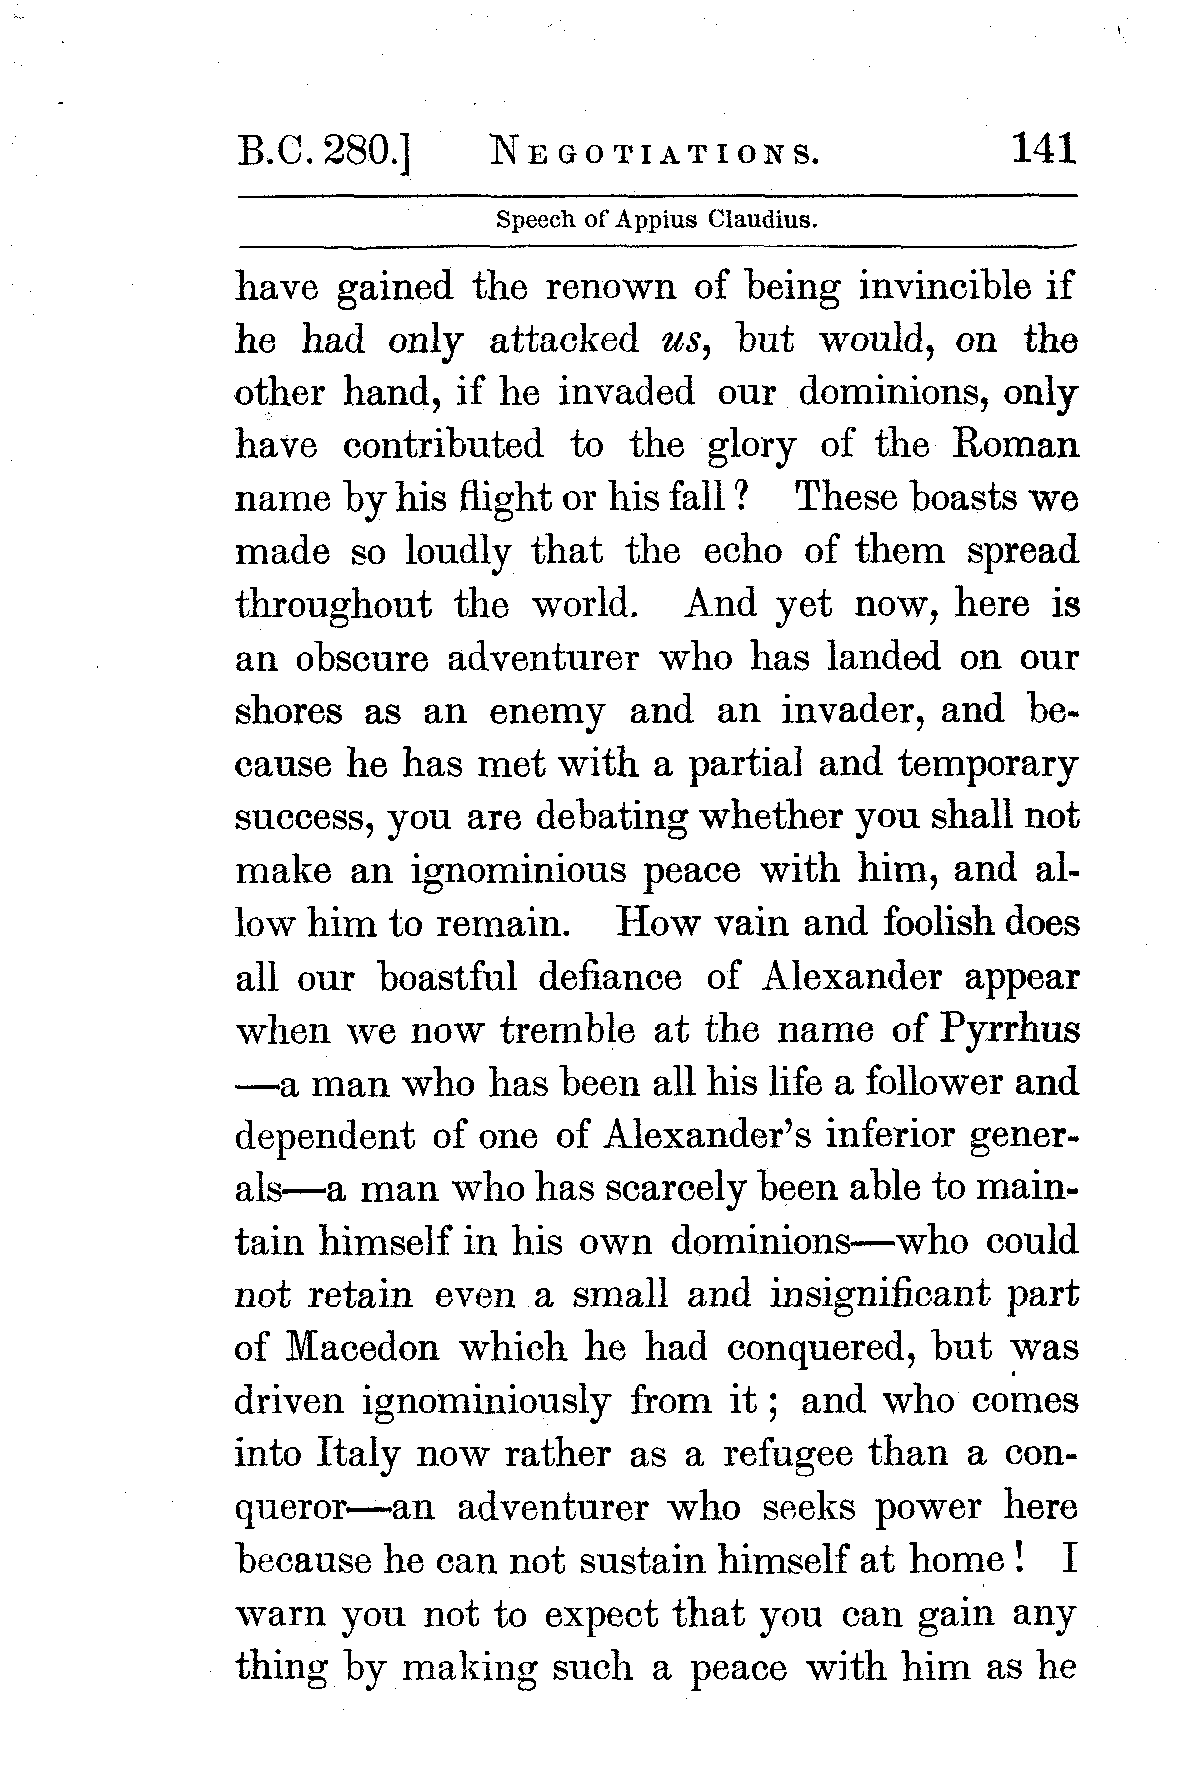 B.C. 280.] NEGOTIATIONS. 141
Speech of Appius Claudius.
have gained the renown of being invincible if
he had only attacked us, but would, on the
other hand, if he invaded our dominions, only
have contributed to the glory of the Roman
name by his flight or his fall? These boasts we
made so loudly that the echo of them spread
throughout the world. And yet now, here is
an obscure adventurer who has landed on our
shores as an enemy and an invader, and be-
cause he has met with a partial and temporary
success, you are debating whether you shall not
make an ignominious peace with him, and al-
low him to remain. How vain and foolish does
all our boastful defiance of Alexander appear
when we now tremble at the name of Pyrrhus
—a man who has been all his life a follower and
dependent of one of Alexander's inferior gener-
als—a man who has scarcely been able to main-
tain himself in his own dominions—who could
not retain even a small and insignificant part
of Macedon which he had conquered, but was
driven ignominiously from it; and who comes
into Italy now rather as a refugee than a con-
queror—an adventurer who seeks power here
because he can not sustain himself at home! I
warn you not to expect that you can gain any
thing by making such a peace with him as he